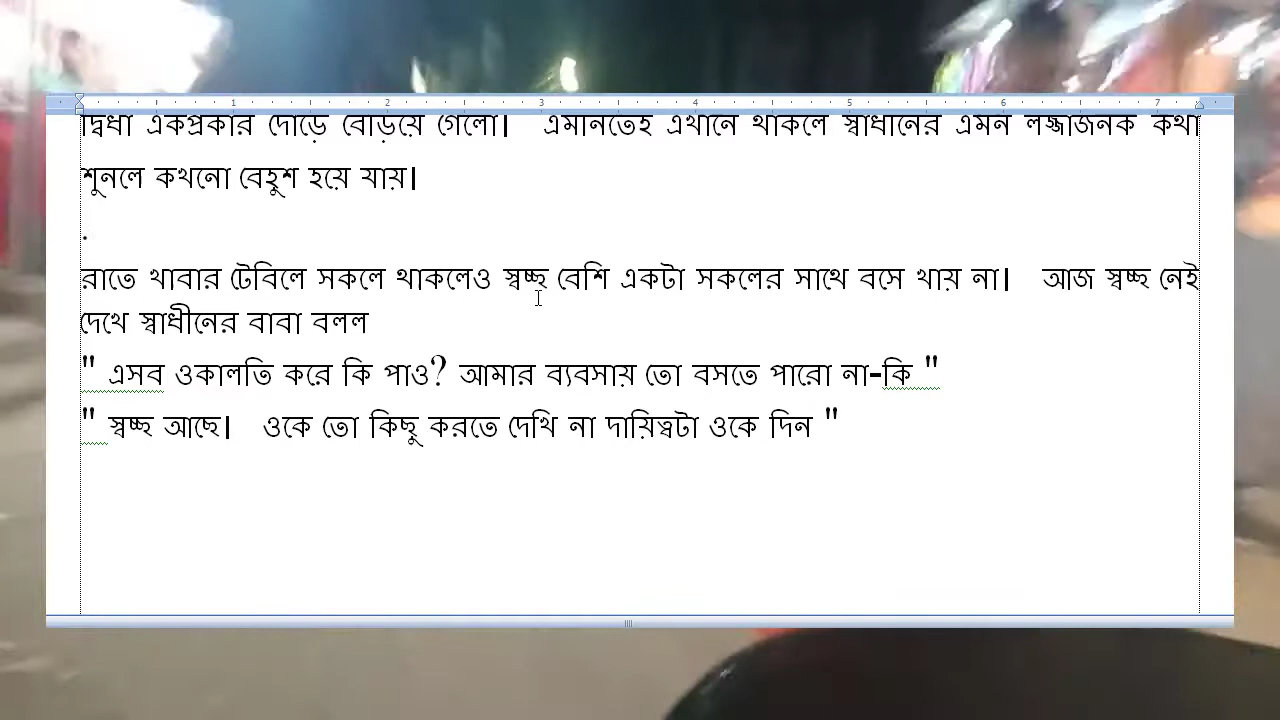 দ্বিধা একপ্রকার দৌড়ে বেড়িয়ে গেলো। এমনিতেই এখানে থাকলে স্বাধীনের এমন লজ্জাজনক কথা
শুনলে কখনো বেহুশ হয়ে যায়।
.
রাতে খাবার টেবিলে সকলে থাকলেও স্বচ্ছ বেশি একটা সকলের সাথে বসে খায় না। আজ স্বচ্ছ নেই
দেখে স্বাধীনের বাবা বলল
" এসব ওকালতি করে কি পাও? আমার ব্যবসায় তো বসতে পারো না-কি "
" স্বচ্ছ আছে। ওকে তো কিছু করতে দেখি না দায়িত্বটা ওকে দিন "